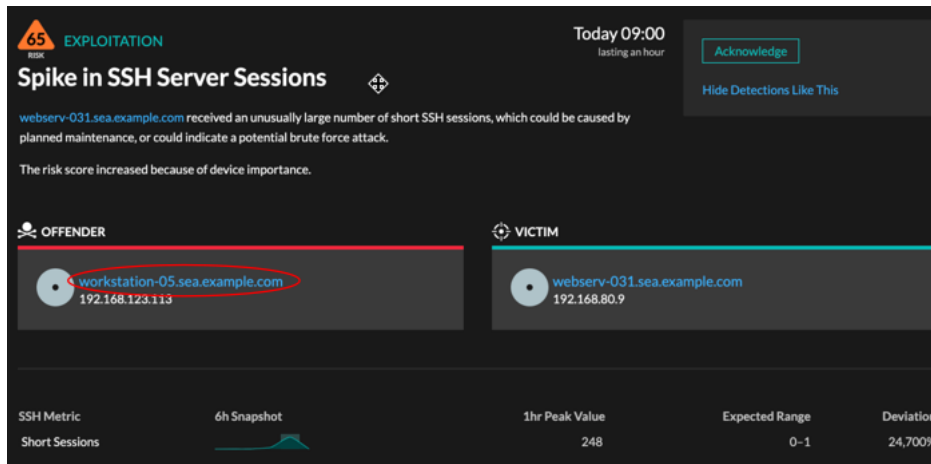 65 EXPLOITATION
RISK
Spike in SSH Server Sessions
Today 09:00
lasting an hour
Acknowledge
Hide Detections Like This
webserv-031.sea.example.com received an unusually large number of short SSH sessions, which could be caused by
planned maintenance, or could indicate a potential brute force attack.
The risk score increased because of device importance.
OFFENDER
workstation-05.sea.example.com
192.168.123.113
VICTIM
webserv-031.sea.example.com
192.168.80.9
SSH Metric 6h Snapshot 1hr Peak Value Expected Range Deviation
Short Sessions 248 0–1 24,700%